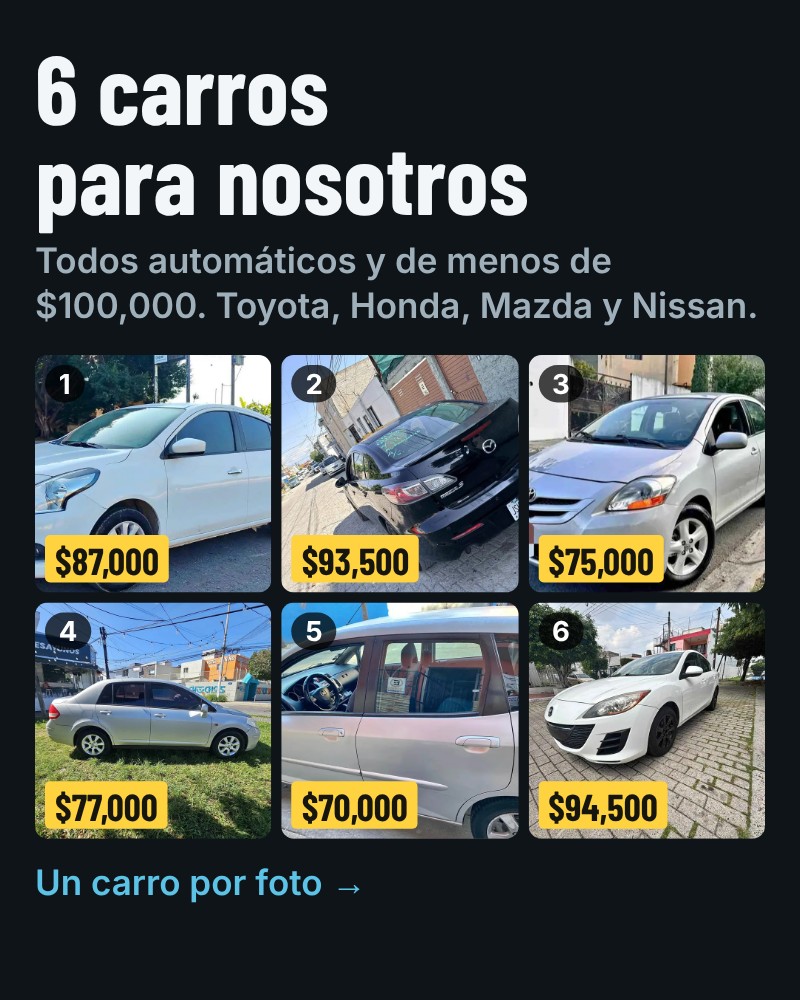 6 carros
para nosotros
Todos automáticos y de menos de
$100,000. Toyota, Honda, Mazda y Nissan.
1
2
3
$87,000
$93,500
$75,000
4
5
6
$77,000
$70,000
$94,500
Un carro por foto →